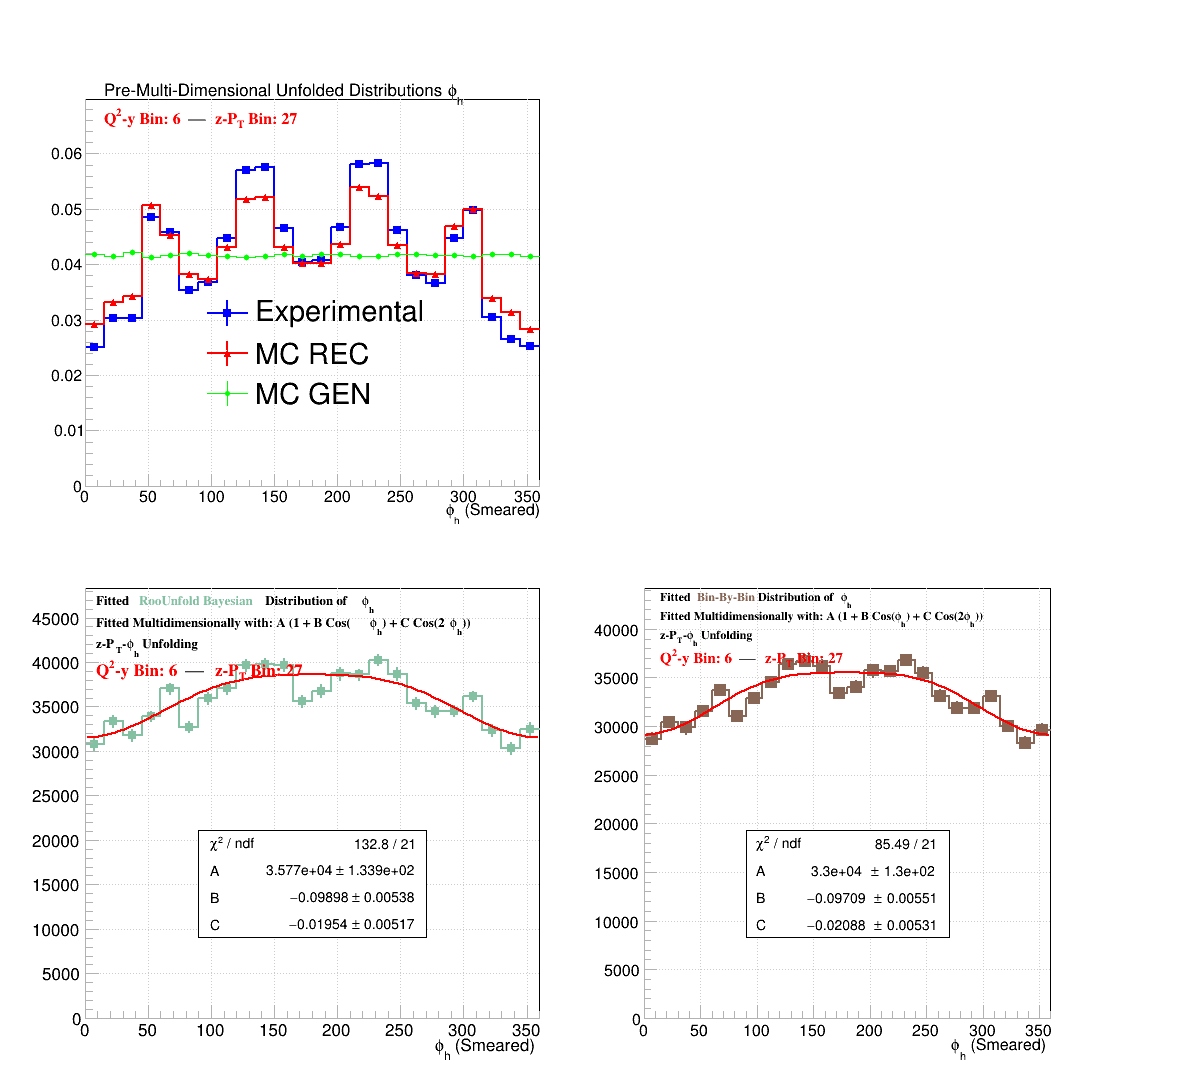 Pre-Multi-Dimensional Unfolded Distributions ϕh
Q2-y Bin: 6 — z-PT Bin: 27
0.06
0.05
0.04
0.03
0.02
0.01
0
Experimental
MC REC
MC GEN
0 50 100 150 200 250 300 350
ϕh (Smeared)
Fitted RooUnfold Bayesian Distribution of ϕh
Fitted Multidimensionally with: A (1 + B Cos( ϕh) + C Cos(2 ϕh))
z-PT-ϕh Unfolding
Q2-y Bin: 6 — z-PT Bin: 27
45000
40000
35000
30000
25000
20000
15000
10000
5000
0
χ2 / ndf 132.8 / 21
A 3.577e+04 ± 1.339e+02
B −0.09898 ± 0.00538
C −0.01954 ± 0.00517
0 50 100 150 200 250 300 350
ϕh (Smeared)
Fitted Bin-By-Bin Distribution of ϕh
Fitted Multidimensionally with: A (1 + B Cos(ϕh) + C Cos(2ϕh))
z-PT-ϕh Unfolding
Q2-y Bin: 6 — z-PT Bin: 27
40000
35000
30000
25000
20000
15000
10000
5000
0
χ2 / ndf 85.49 / 21
A 3.3e+04 ± 1.3e+02
B −0.09709 ± 0.00551
C −0.02088 ± 0.00531
0 50 100 150 200 250 300 350
ϕh (Smeared)